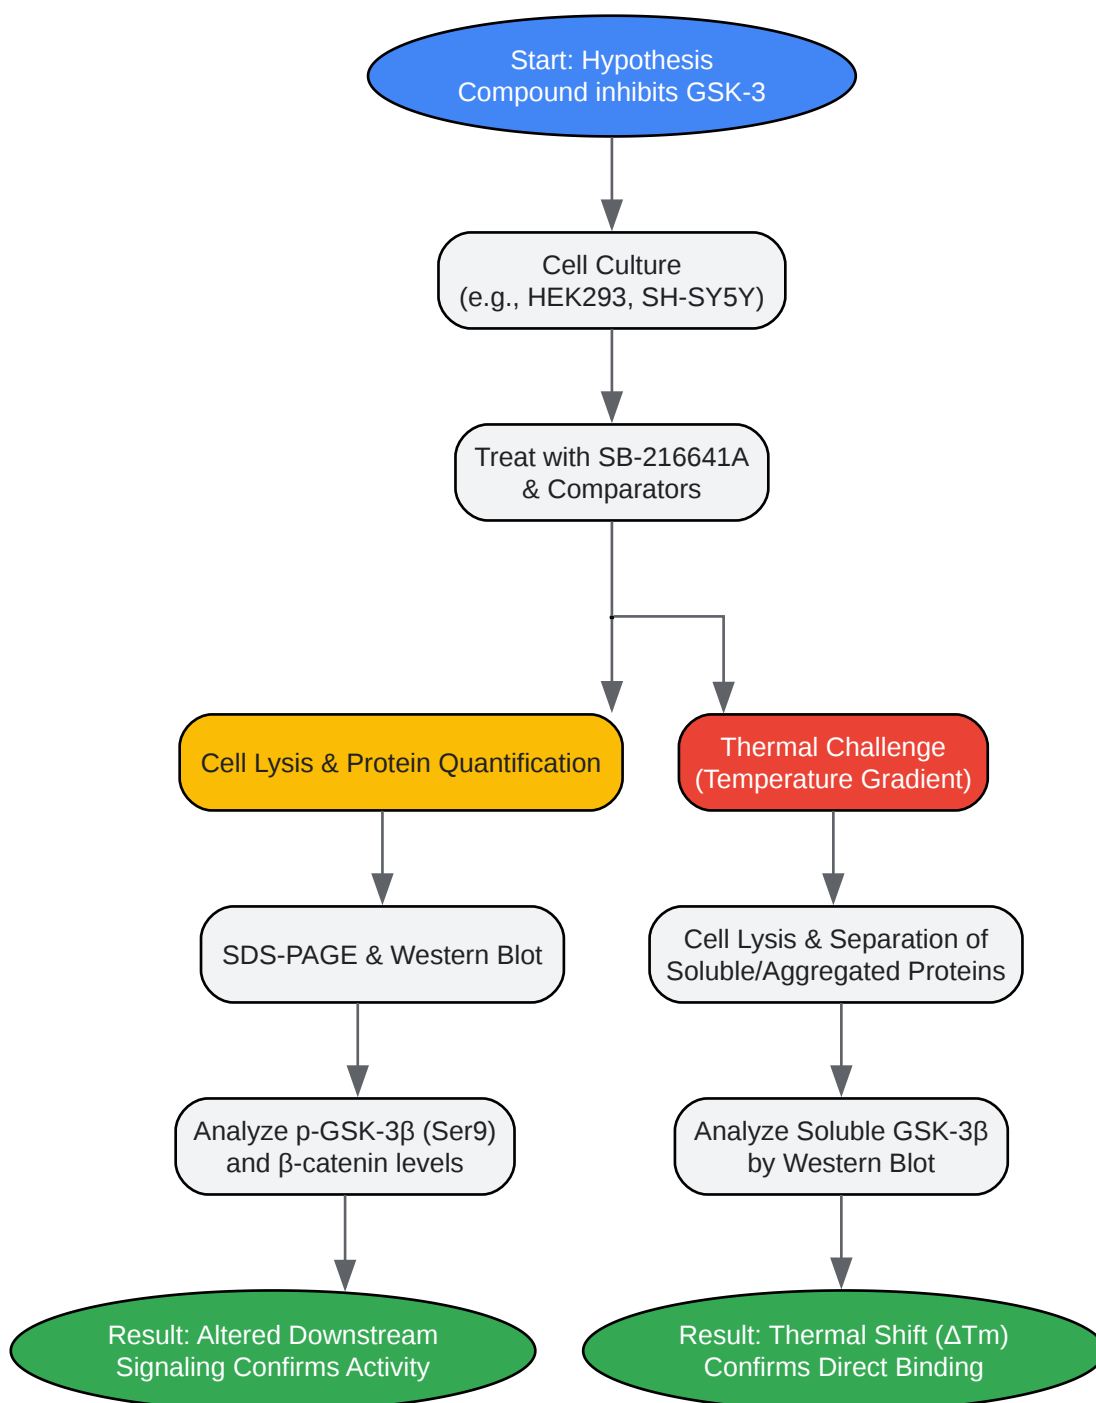 Start: Hypothesis
Compound inhibits GSK-3
Cell Culture
(e.g., HEK293, SH-SY5Y)
Treat with SB-216641A
& Comparators
Cell Lysis & Protein Quantification
Thermal Challenge
(Temperature Gradient)
SDS-PAGE & Western Blot
Cell Lysis & Separation of
Soluble/Aggregated Proteins
Analyze p-GSK-3β (Ser9)
and β-catenin levels
Analyze Soluble GSK-3β
by Western Blot
Result: Altered Downstream
Signaling Confirms Activity
Result: Thermal Shift (ΔTm)
Confirms Direct Binding